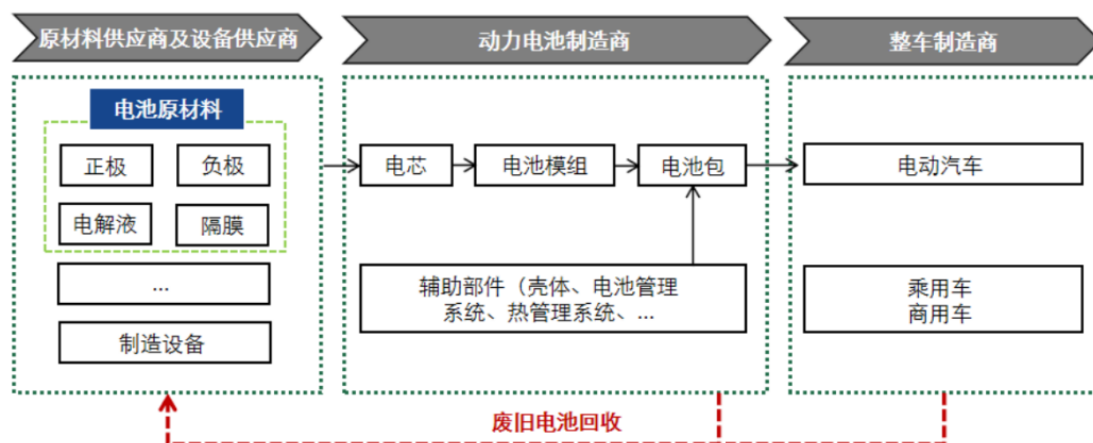 原材料供应商及设备供应商
动力电池制造商
整车制造商
电池原材料
正极
负极
电解液
隔膜
...
制造设备
电芯
电池模组
电池包
辅助部件（壳体、电池管理
系统、热管理系统、...
电动汽车
乘用车
商用车
废旧电池回收